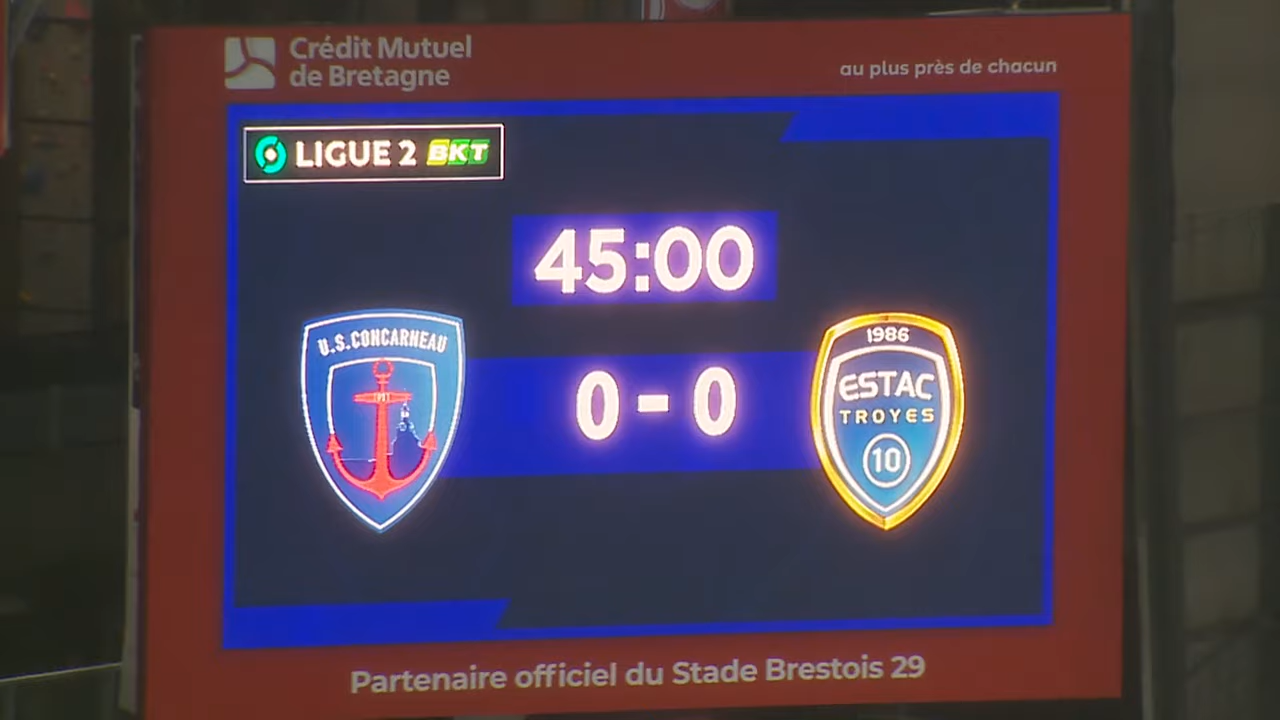 Crédit Mutuel
de Bretagne
au plus près de chacun
LIGUE 2 BKT
45:00
U.S.CONCARNEAU
0 - 0
1986
ESTAC
TROYES
10
Partenaire officiel du Stade Brestois 29